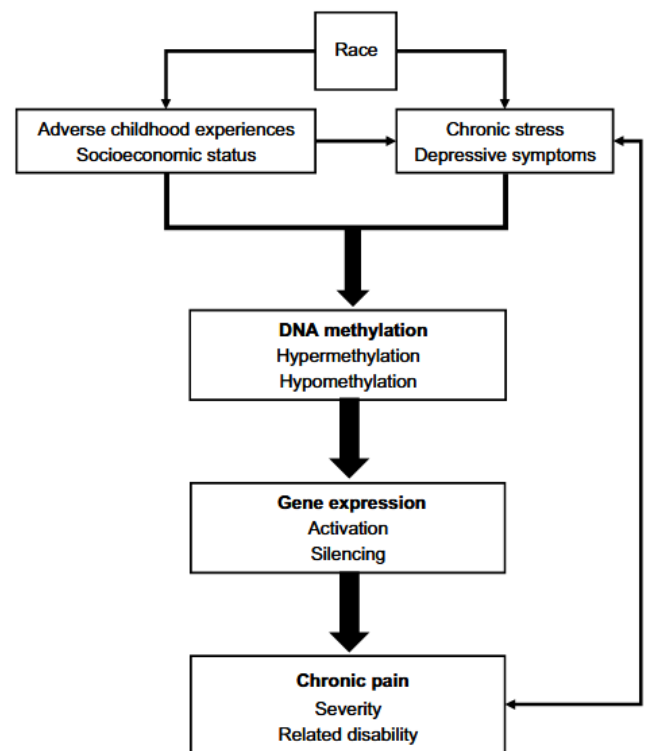 Race
Adverse childhood experiences
Socioeconomic status
Chronic stress
Depressive symptoms
DNA methylation
Hypermethylation
Hypomethylation
Gene expression
Activation
Silencing
Chronic pain
Severity
Related disability